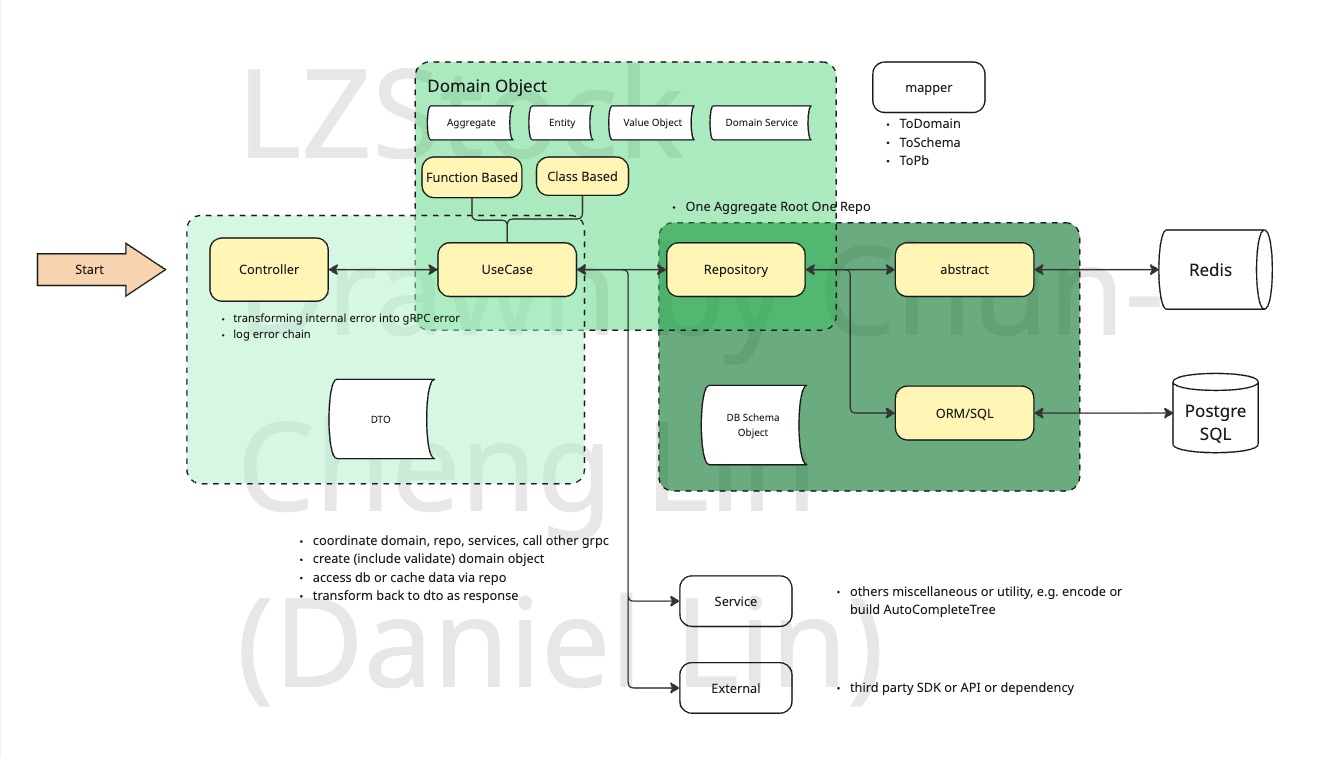 LZStock
Drawn by Chun-
Cheng Lin
(Daniel Lin)
Domain Object
Aggregate
Entity
Value Object
Domain Service
Function Based
Class Based
mapper
• ToDomain
• ToSchema
• ToPb
• One Aggregate Root One Repo
Start
Controller
UseCase
Repository
abstract
Redis
• transforming internal error into gRPC error
• log error chain
DTO
DB Schema
Object
ORM/SQL
Postgre
SQL
• coordinate domain, repo, services, call other grpc
• create (include validate) domain object
• access db or cache data via repo
• transform back to dto as response
Service
• others miscellaneous or utility, e.g. encode or
build AutoCompleteTree
External
• third party SDK or API or dependency